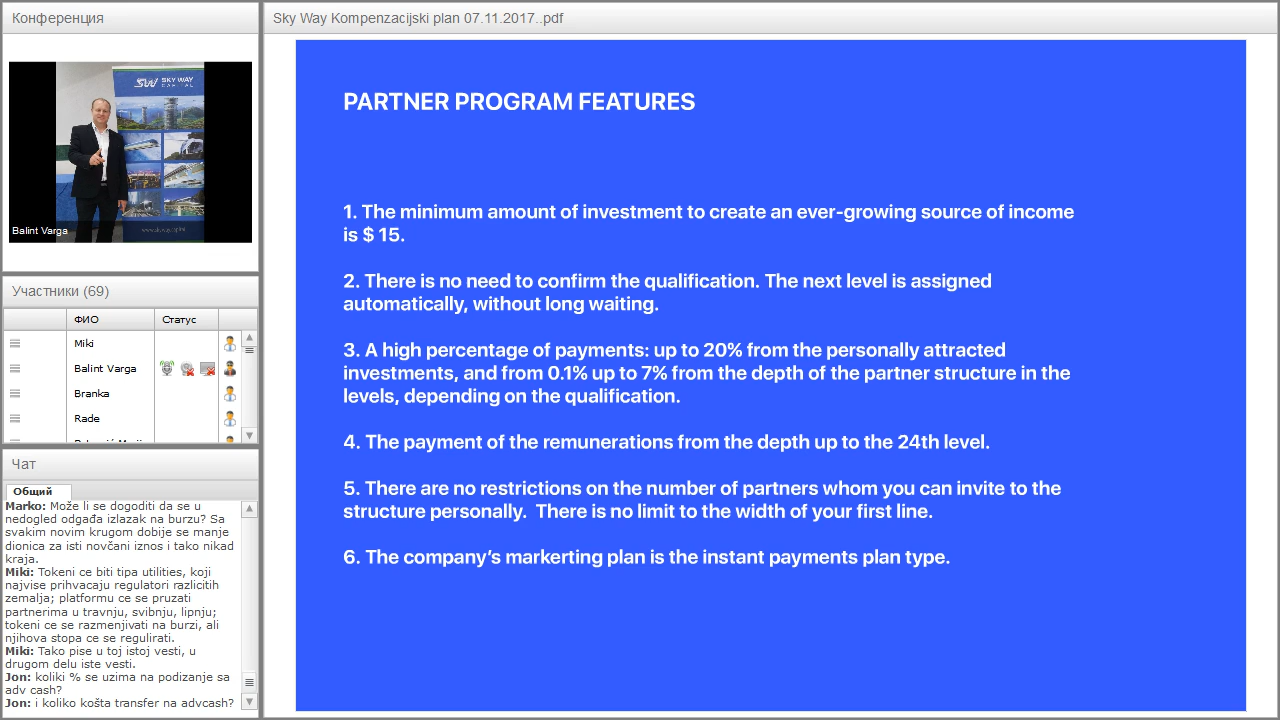 Конференция
SKY WAY
CAPITAL
Balint Varga
Участники (69)
ФИО
Статус
Miki
Balint Varga
Branka
Rade
Чат
Общий
Marko: Može li se dogoditi da se u
nedogled odgađa izlazak na burzu? Sa
svakim novim krugom dobije se manje
dionica za isti novčani iznos i tako nikad
kraja.
Miki: Tokeni ce biti tipa utilities, koji
najvise prihvacaju regulatori razlicitih
zemalja; platformu ce se pruzati
partnerima u travnju, svibnju, lipnju;
tokeni ce se razmenjivati na burzi, ali
njihova stopa ce se regulirati.
Miki: Tako pise u toj istoj vesti, u
drugom delu iste vesti.
Jon: koliki % se uzima na podizanje sa
adv cash?
Jon: i koliko košta transfer na advcash?
Sky Way Kompenzacijski plan 07.11.2017..pdf
PARTNER PROGRAM FEATURES
1. The minimum amount of investment to create an ever-growing source of income
is $ 15.
2. There is no need to confirm the qualification. The next level is assigned
automatically, without long waiting.
3. A high percentage of payments: up to 20% from the personally attracted
investments, and from 0.1% up to 7% from the depth of the partner structure in the
levels, depending on the qualification.
4. The payment of the remunerations from the depth up to the 24th level.
5. There are no restrictions on the number of partners whom you can invite to the
structure personally.  There is no limit to the width of your first line.
6. The company’s markerting plan is the instant payments plan type.